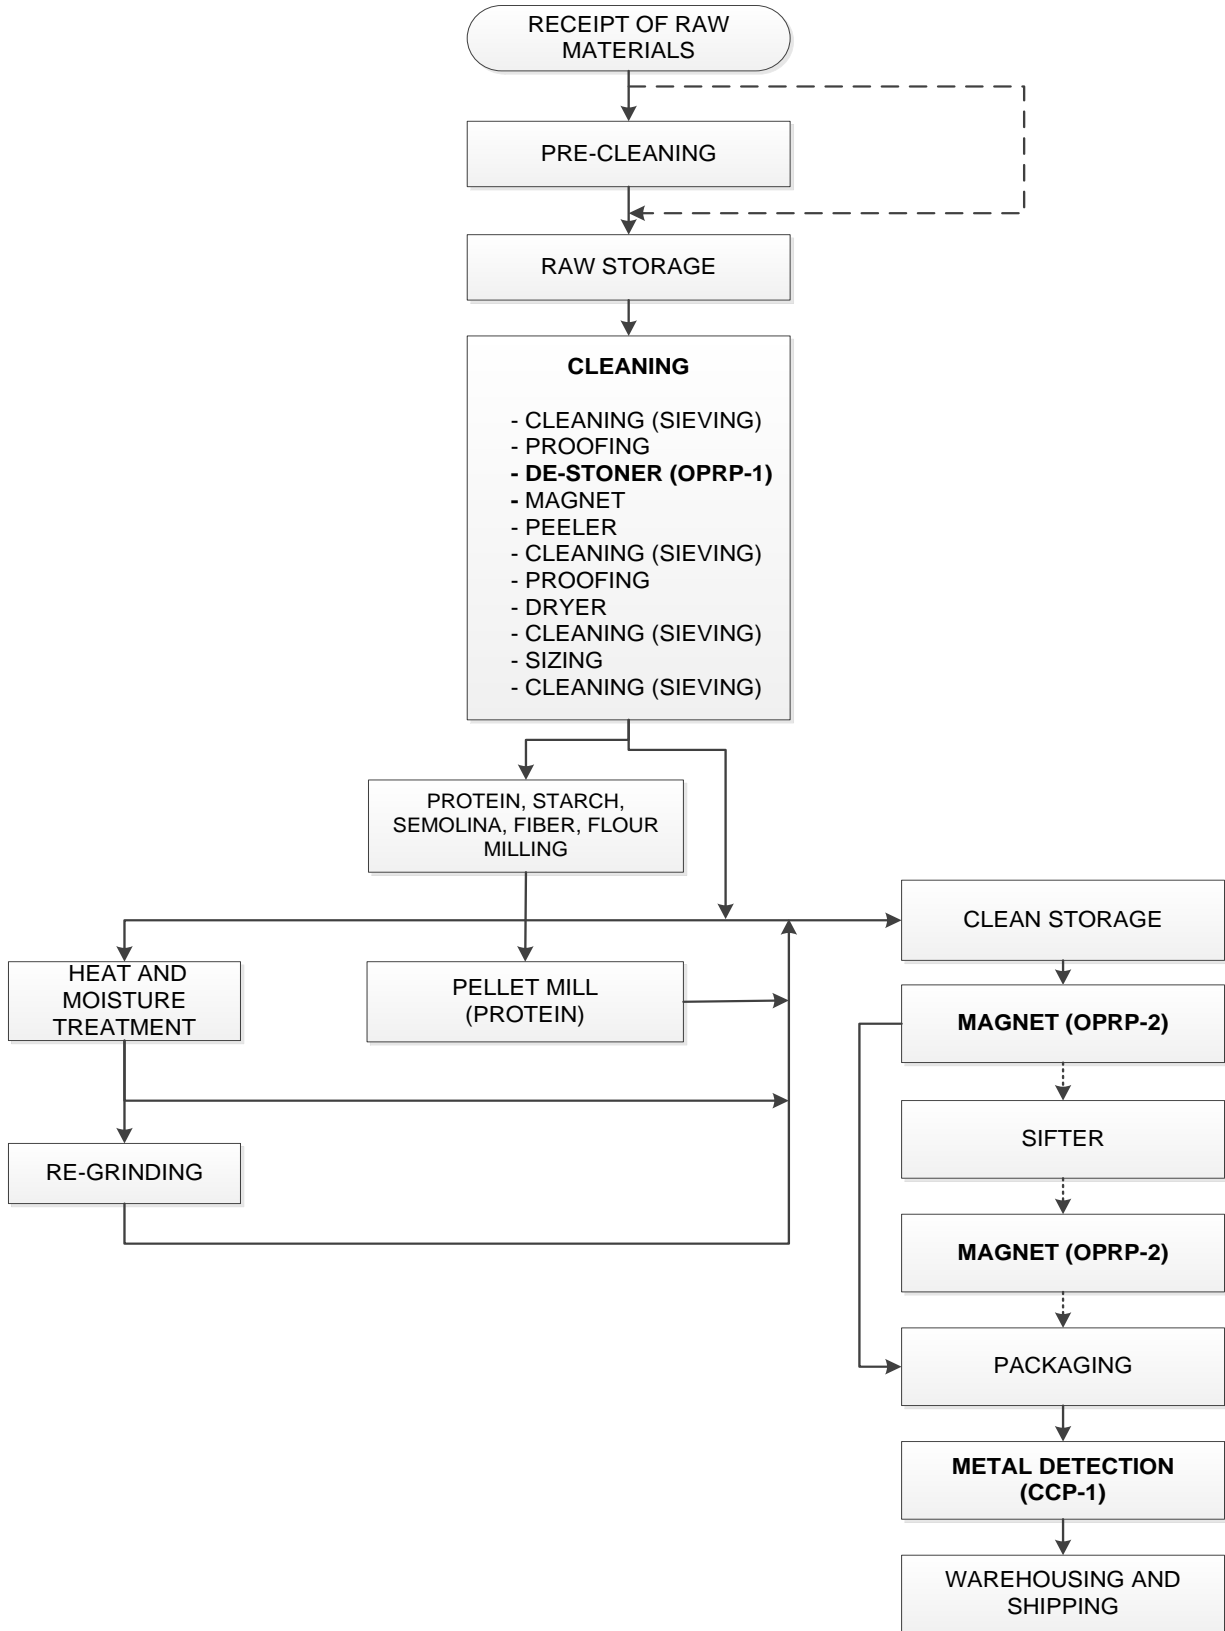 RECEIPT OF RAW
MATERIALS
PRE-CLEANING
RAW STORAGE
CLEANING
- CLEANING (SIEVING)
- PROOFING
- DE-STONER (OPRP-1)
- MAGNET
- PEELER
- CLEANING (SIEVING)
- PROOFING
- DRYER
- CLEANING (SIEVING)
- SIZING
- CLEANING (SIEVING)
PROTEIN, STARCH,
SEMOLINA, FIBER, FLOUR
MILLING
HEAT AND
MOISTURE
TREATMENT
PELLET MILL
(PROTEIN)
RE-GRINDING
CLEAN STORAGE
MAGNET (OPRP-2)
SIFTER
MAGNET (OPRP-2)
PACKAGING
METAL DETECTION
(CCP-1)
WAREHOUSING AND
SHIPPING